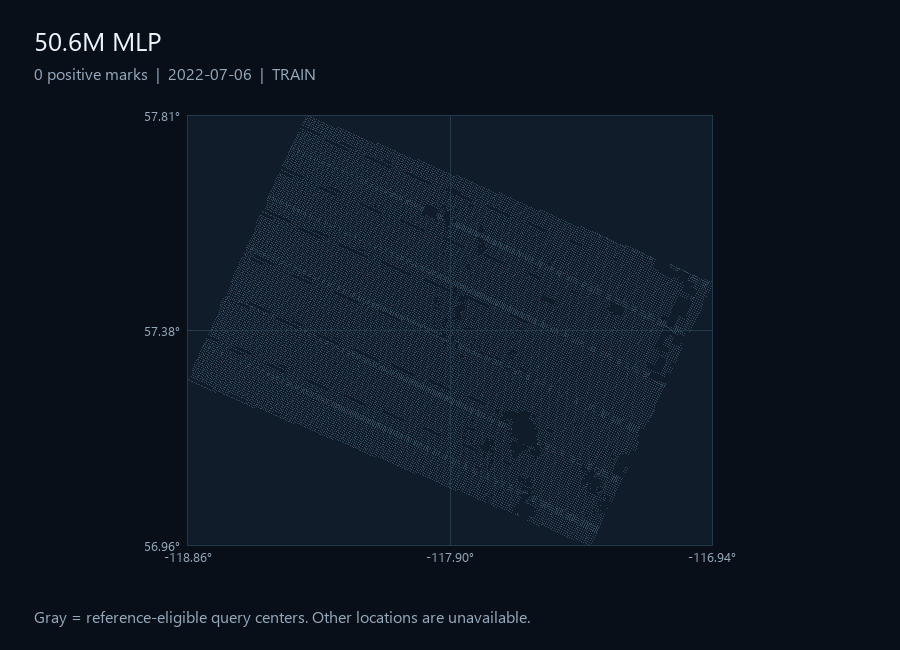 50.6M MLP
0 positive marks | 2022-07-06 | TRAIN
57.81°
57.38°
56.96°
-118.86°
-117.90°
-116.94°
Gray = reference-eligible query centers. Other locations are unavailable.